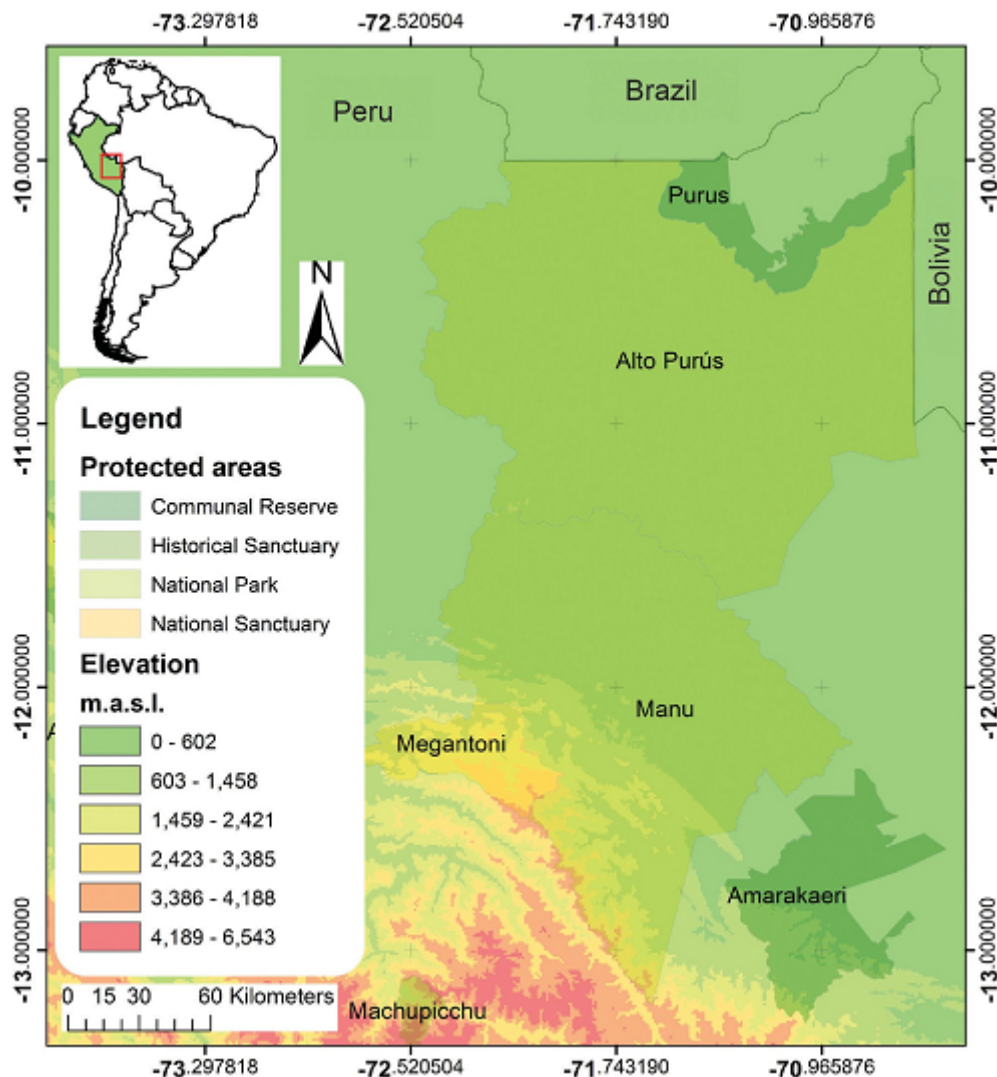 -73.297818 -72.520504 -71.743190 -70.965876
Peru
Brazil
-10.000000
-10.000000
Purus
Bolivia
N
Alto Purús
-11.000000
-11.000000
Legend
Protected areas
Communal Reserve
Historical Sanctuary
National Park
National Sanctuary
Elevation
m.a.s.l.
0 - 602
603 - 1,458
1,459 - 2,421
2,423 - 3,385
3,386 - 4,188
4,189 - 6,543
-12.000000
-12.000000
Manu
Megantoni
Amarakaeri
-13.000000
-13.000000
0 15 30 60 Kilometers
Machupicchu
-73.297818 -72.520504 -71.743190 -70.965876